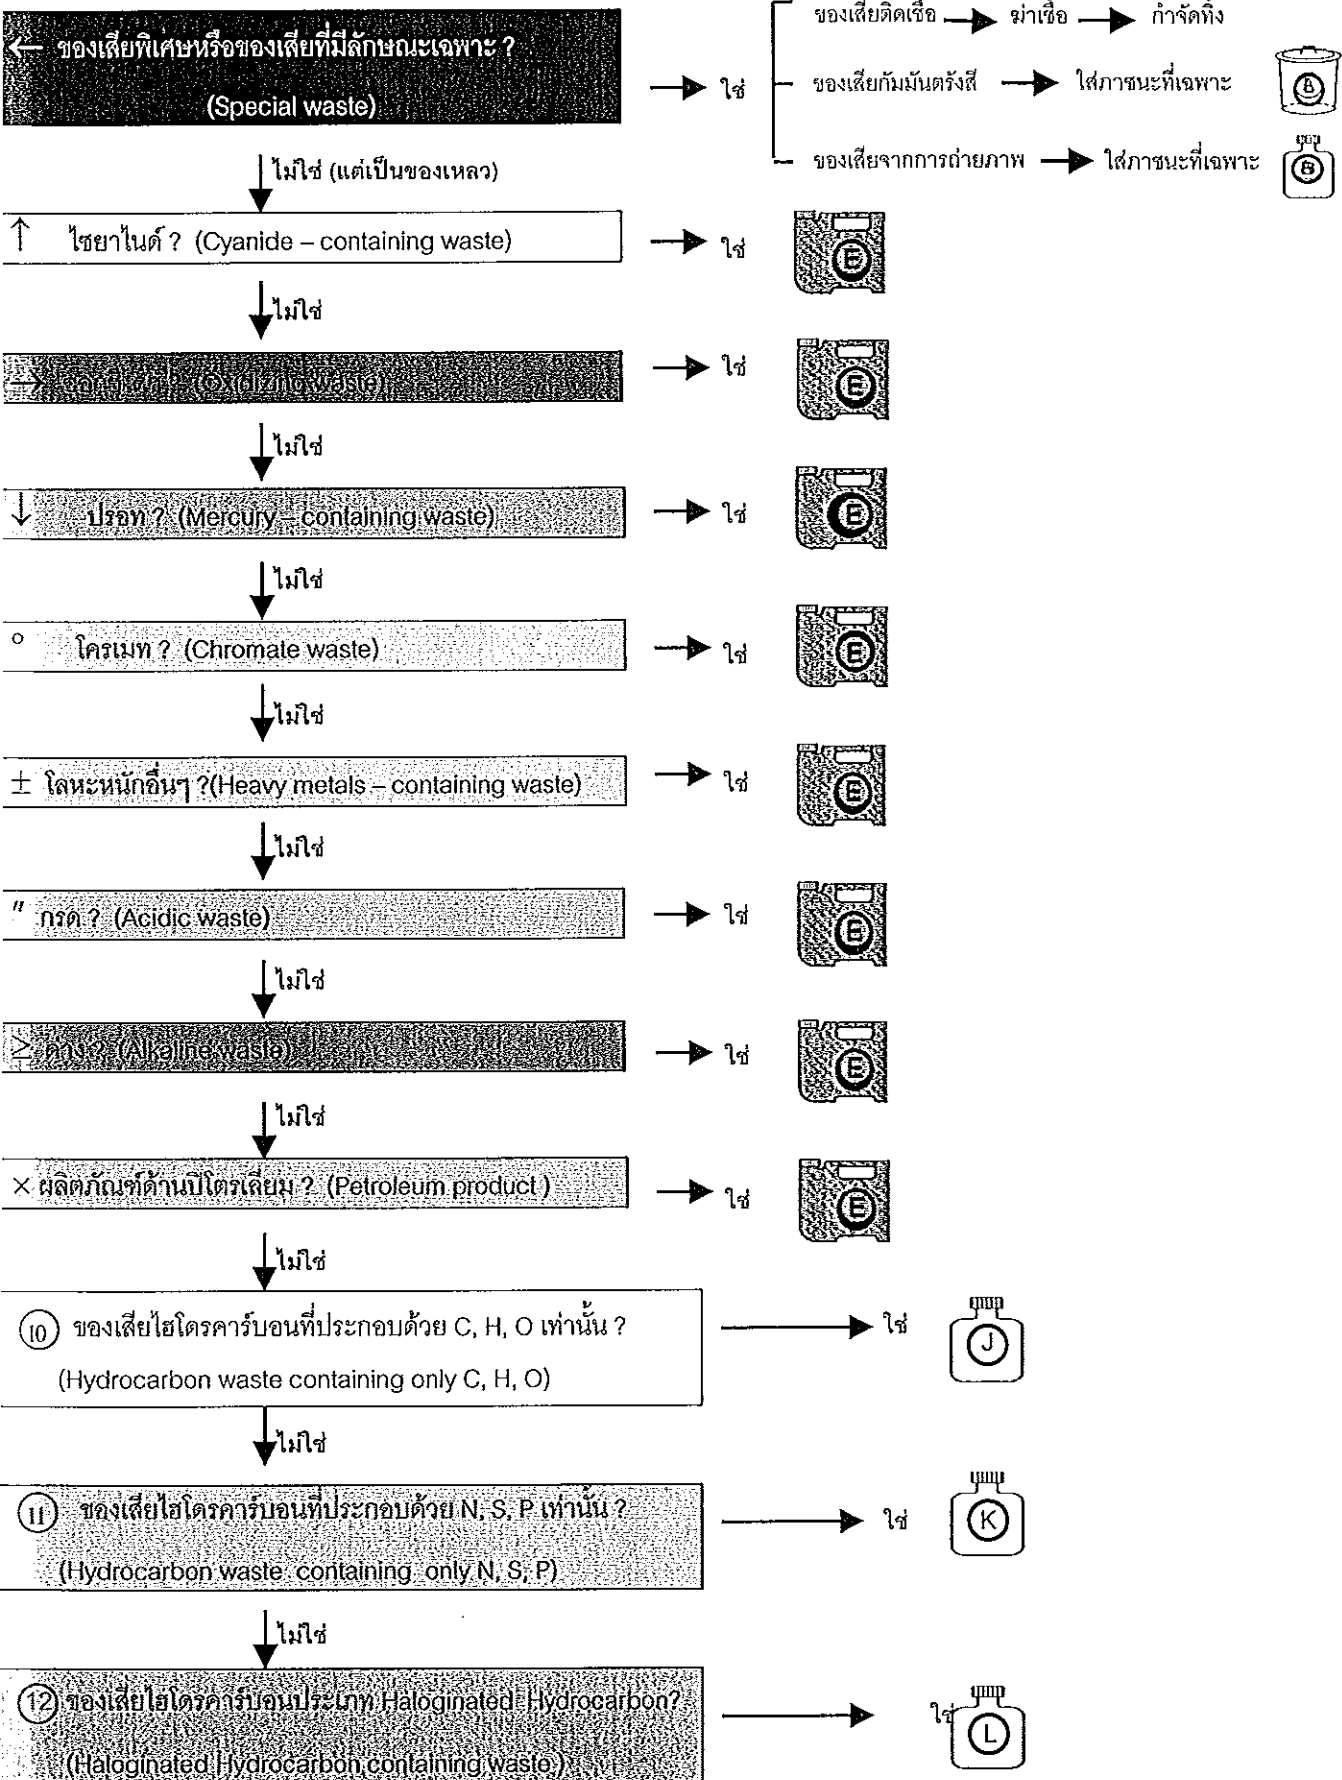 ← ของเสียพิเศษหรือของเสียที่มีลักษณะเฉพาะ ?
(Special waste)
ใช่
ของเสียติดเชื้อ → ฆ่าเชื้อ → กำจัดทิ้ง
ของเสียกัมมันตรังสี → ใส่ภาชนะที่เฉพาะ
ของเสียจากการถ่ายภาพ → ใส่ภาชนะที่เฉพาะ B
ไม่ใช่ (แต่เป็นของเหลว)
↑ ไซยาไนด์ ? (Cyanide – containing waste) ใช่ E
ไม่ใช่
→ (Oxidizing waste) ใช่ E
ไม่ใช่
↓ ปรอท ? (Mercury – containing waste) ใช่ E
ไม่ใช่
° โครเมท ? (Chromate waste) ใช่ E
ไม่ใช่
± โลหะหนักอื่นๆ ?(Heavy metals – containing waste) ใช่ E
ไม่ใช่
" กรด ? (Acidic waste) ใช่ E
ไม่ใช่
≥ ด่าง ? (Alkaline waste) ใช่ E
ไม่ใช่
× ผลิตภัณฑ์ด้านปิโตรเลียม ? (Petroleum product ) ใช่ E
ไม่ใช่
10 ของเสียไฮโดรคาร์บอนที่ประกอบด้วย C, H, O เท่านั้น ? ใช่ J
(Hydrocarbon waste containing only C, H, O)
ไม่ใช่
11 ของเสียไฮโดรคาร์บอนที่ประกอบด้วย N, S, P เท่านั้น ? ใช่ K
(Hydrocarbon waste containing only N, S, P)
ไม่ใช่
12 ของเสียไฮโดรคาร์บอนประเภท Haloginated Hydrocarbon? ใช่ L
(Haloginated Hydrocarbon containing waste )